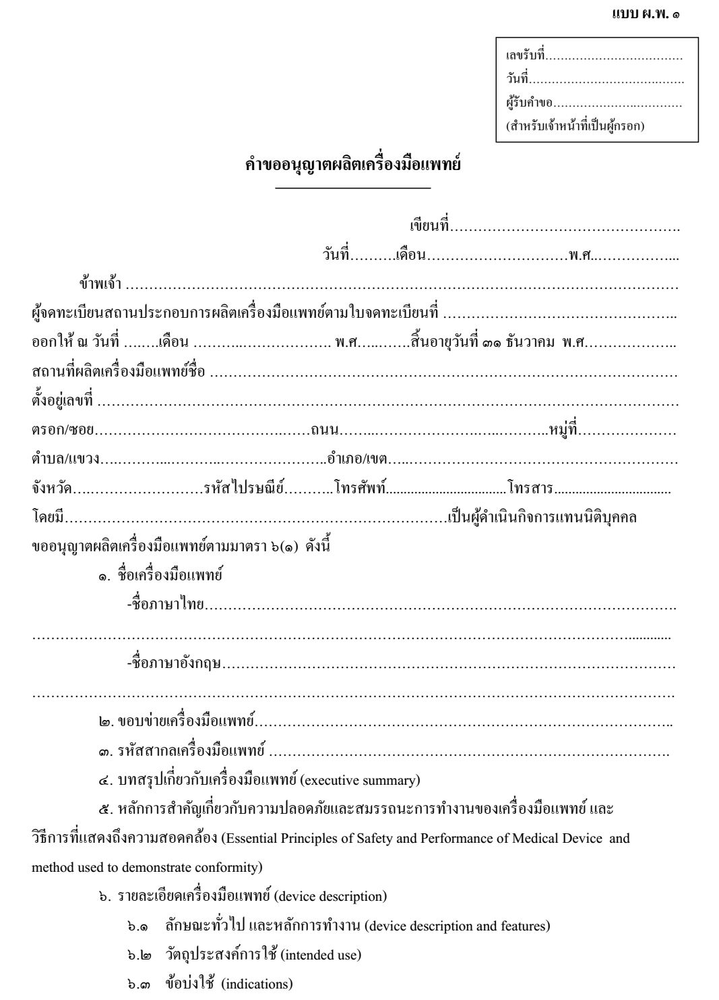 แบบ ผ.พ. ๑
เลขรับที่....................................
วันที่.........................................
ผู้รับคำขอ..................................
(สำหรับเจ้าหน้าที่เป็นผู้กรอก)
คำขออนุญาตผลิตเครื่องมือแพทย์
เขียนที่.................................................
วันที่..........เดือน..............................พ.ศ...................
ข้าพเจ้า ................................................................................
ผู้จดทะเบียนสถานประกอบการผลิตเครื่องมือแพทย์ตามใบจดทะเบียนที่ ..................................................
ออกให้ ณ วันที่ ........เดือน .............................. พ.ศ............สิ้นอายุวันที่ ๓๑ ธันวาคม พ.ศ....................
สถานที่ผลิตเครื่องมือแพทย์ชื่อ ................................................................................
ตั้งอยู่เลขที่ ................................................................................
ตรอก/ซอย..............................................ถนน.............................................หมู่ที่.....................
ตำบล/แขวง................................................อำเภอ/เขต............................................................
จังหวัด............................รหัสไปรษณีย์...........โทรศัพท์..................................โทรสาร.................................
โดยมี................................................................................เป็นผู้ดำเนินกิจการแทนนิติบุคคล
ขออนุญาตผลิตเครื่องมือแพทย์ตามมาตรา ๖(๑) ดังนี้
๑. ชื่อเครื่องมือแพทย์
-ชื่อภาษาไทย................................................................................
................................................................................
-ชื่อภาษาอังกฤษ................................................................................
................................................................................
๒. ขอบข่ายเครื่องมือแพทย์................................................................................
๓. รหัสสากลเครื่องมือแพทย์ ................................................................................
๔. บทสรุปเกี่ยวกับเครื่องมือแพทย์ (executive summary)
๕. หลักการสำคัญเกี่ยวกับความปลอดภัยและสมรรถนะการทำงานของเครื่องมือแพทย์ และ
วิธีการที่แสดงถึงความสอดคล้อง (Essential Principles of Safety and Performance of Medical Device and
method used to demonstrate conformity)
๖. รายละเอียดเครื่องมือแพทย์ (device description)
๖.๑ ลักษณะทั่วไป และหลักการทำงาน (device description and features)
๖.๒ วัตถุประสงค์การใช้ (intended use)
๖.๓ ข้อบ่งใช้ (indications)